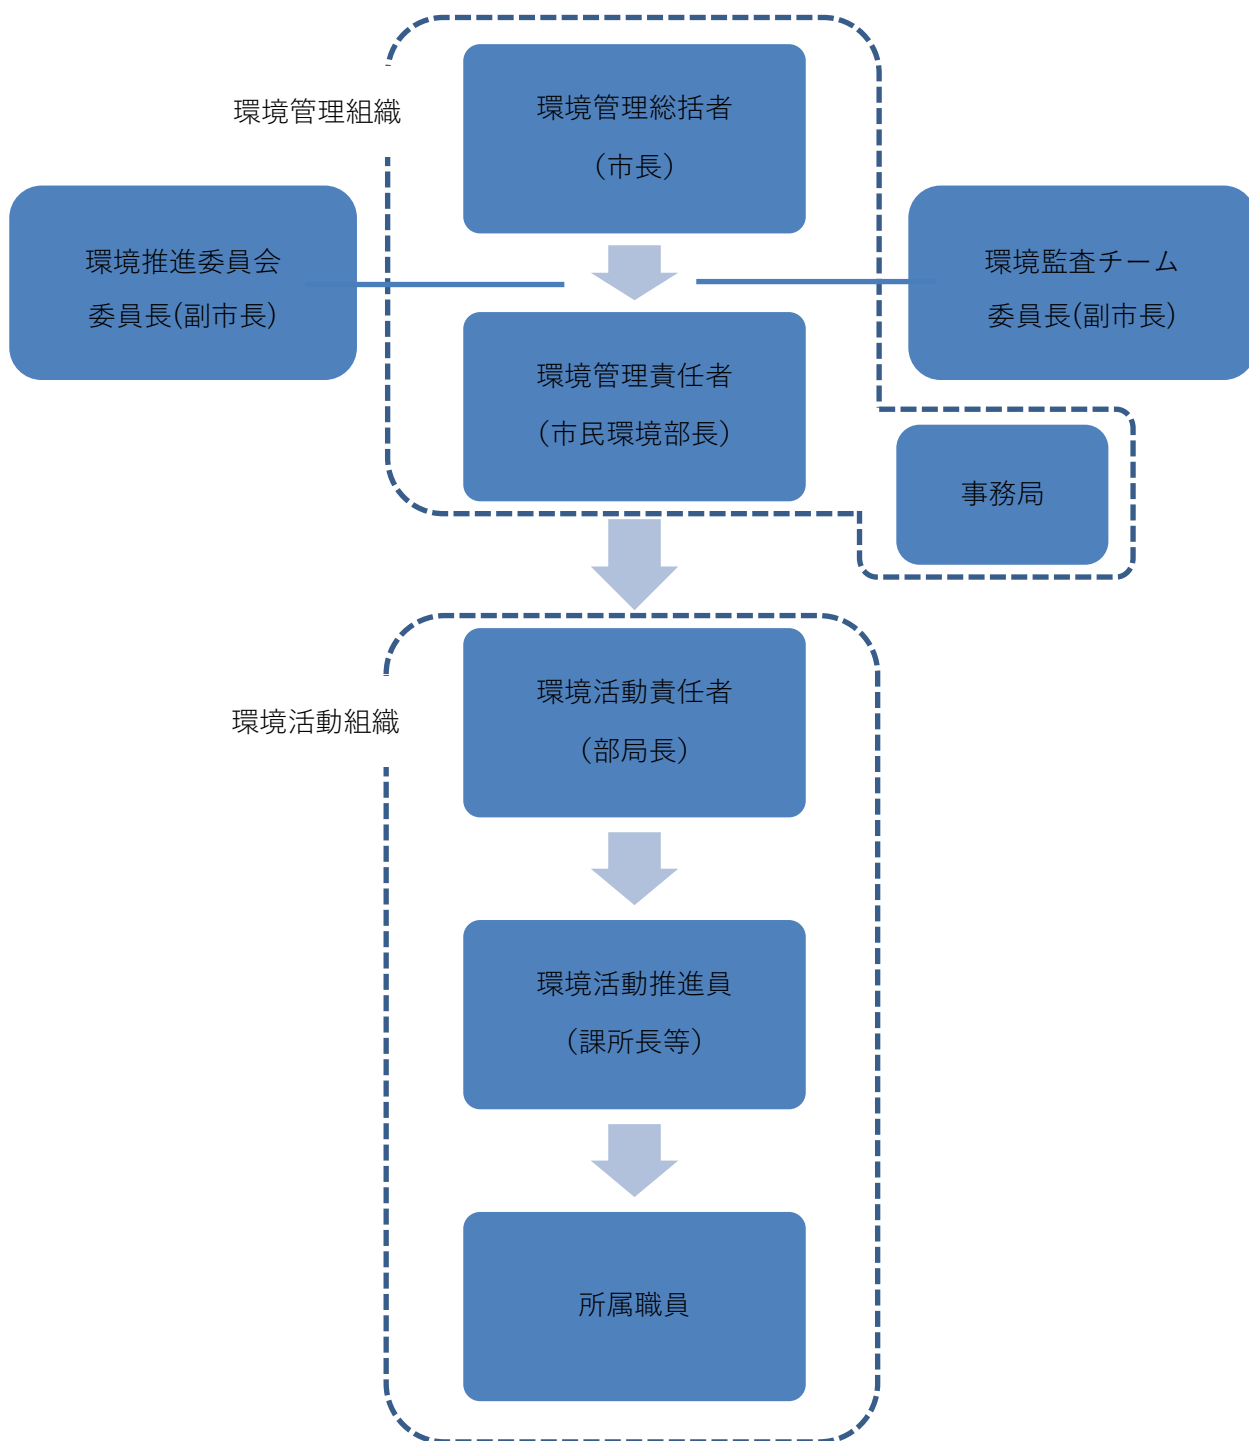 環境管理組織
環境管理総括者
（市長）
環境推進委員会
委員長(副市長)
環境監査チーム
委員長(副市長)
環境管理責任者
（市民環境部長）
事務局
環境活動組織
環境活動責任者
（部局長）
環境活動推進員
（課所長等）
所属職員